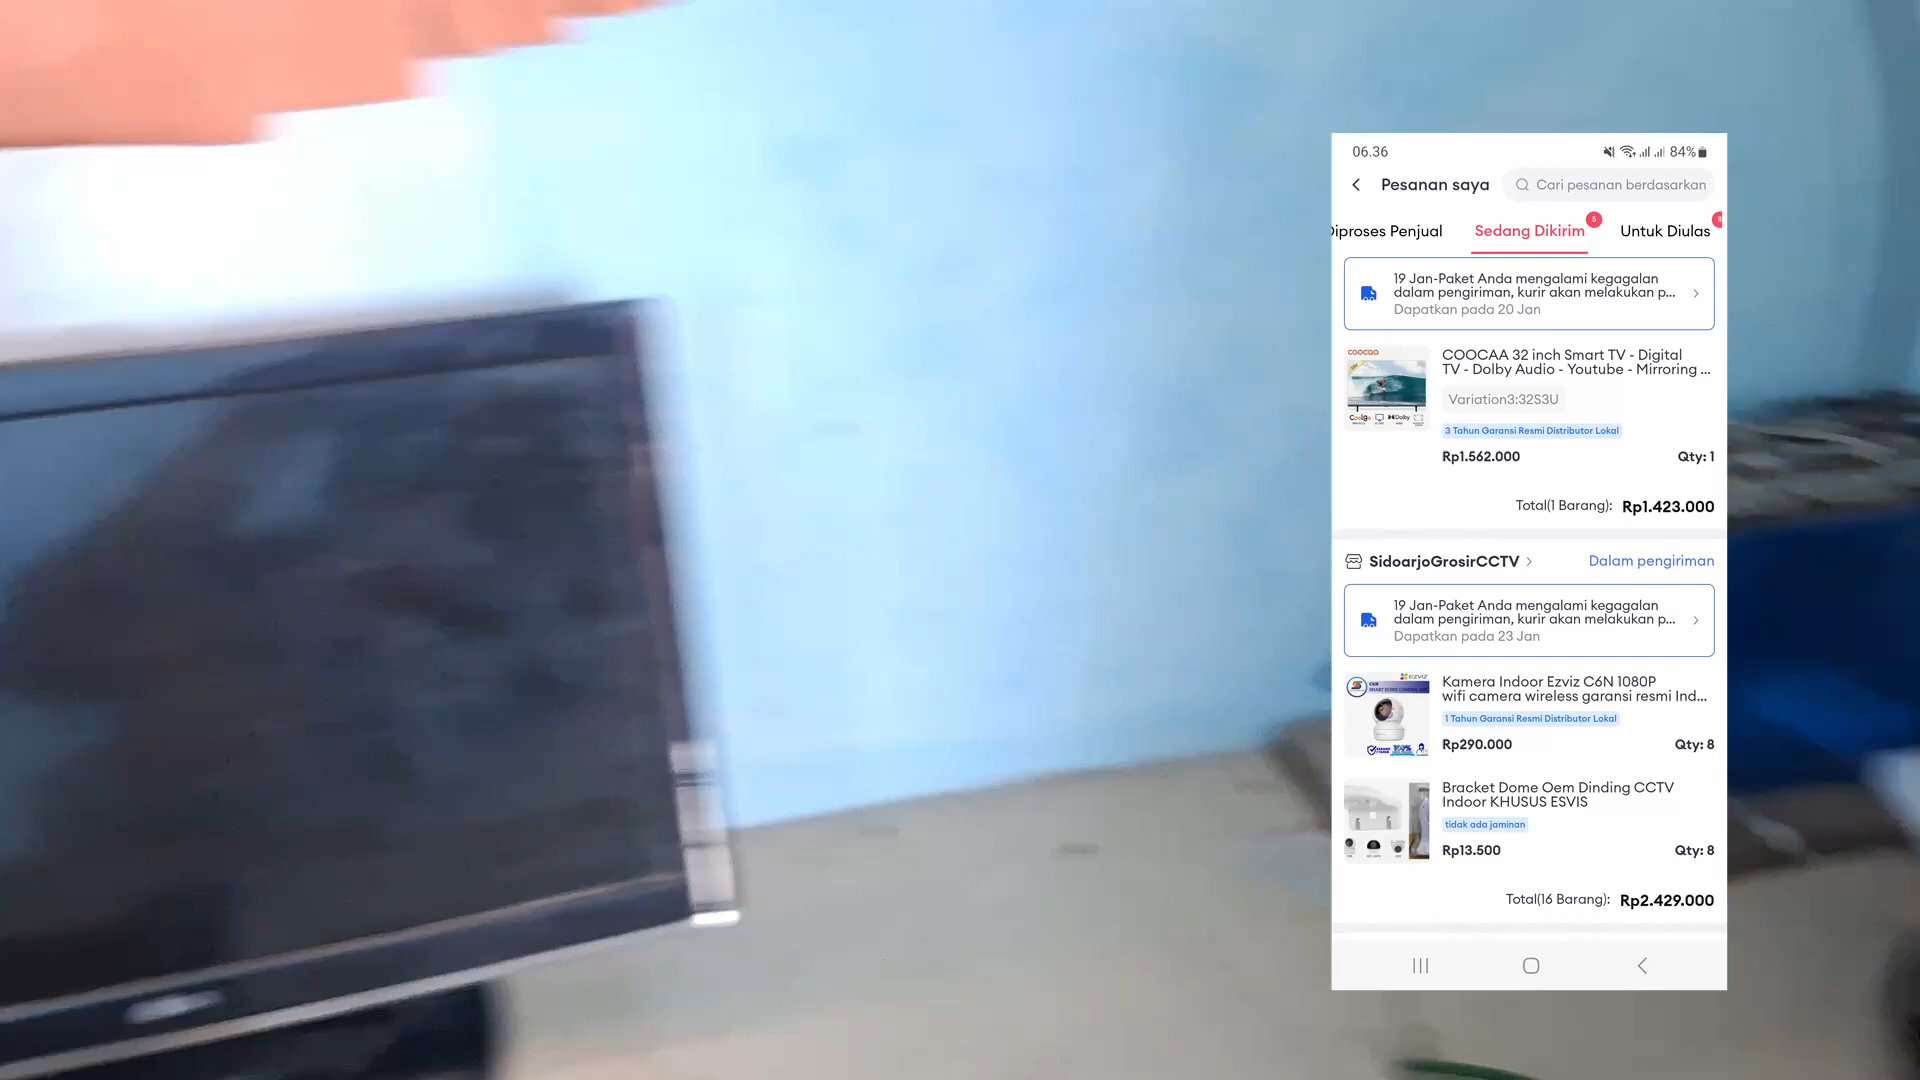 06.36
84%
Pesanan saya
Cari pesanan berdasarkan
Diproses Penjual
Sedang Dikirim
5
Untuk Diulas
8
19 Jan-Paket Anda mengalami kegagalan
dalam pengiriman, kurir akan melakukan p...
Dapatkan pada 20 Jan
coocaa
COOCAA 32 inch Smart TV - Digital
TV - Dolby Audio - Youtube - Mirroring ...
Variation3:32S3U
3 Tahun Garansi Resmi Distributor Lokal
Rp1.562.000
Qty: 1
Total(1 Barang):
Rp1.423.000
SidoarjoGrosirCCTV
Dalam pengiriman
19 Jan-Paket Anda mengalami kegagalan
dalam pengiriman, kurir akan melakukan p...
Dapatkan pada 23 Jan
ezviz
Kamera Indoor Ezviz C6N 1080P
wifi camera wireless garansi resmi Ind...
1 Tahun Garansi Resmi Distributor Lokal
Rp290.000
Qty: 8
Bracket Dome Oem Dinding CCTV
Indoor KHUSUS ESVIS
tidak ada jaminan
Rp13.500
Qty: 8
Total(16 Barang):
Rp2.429.000